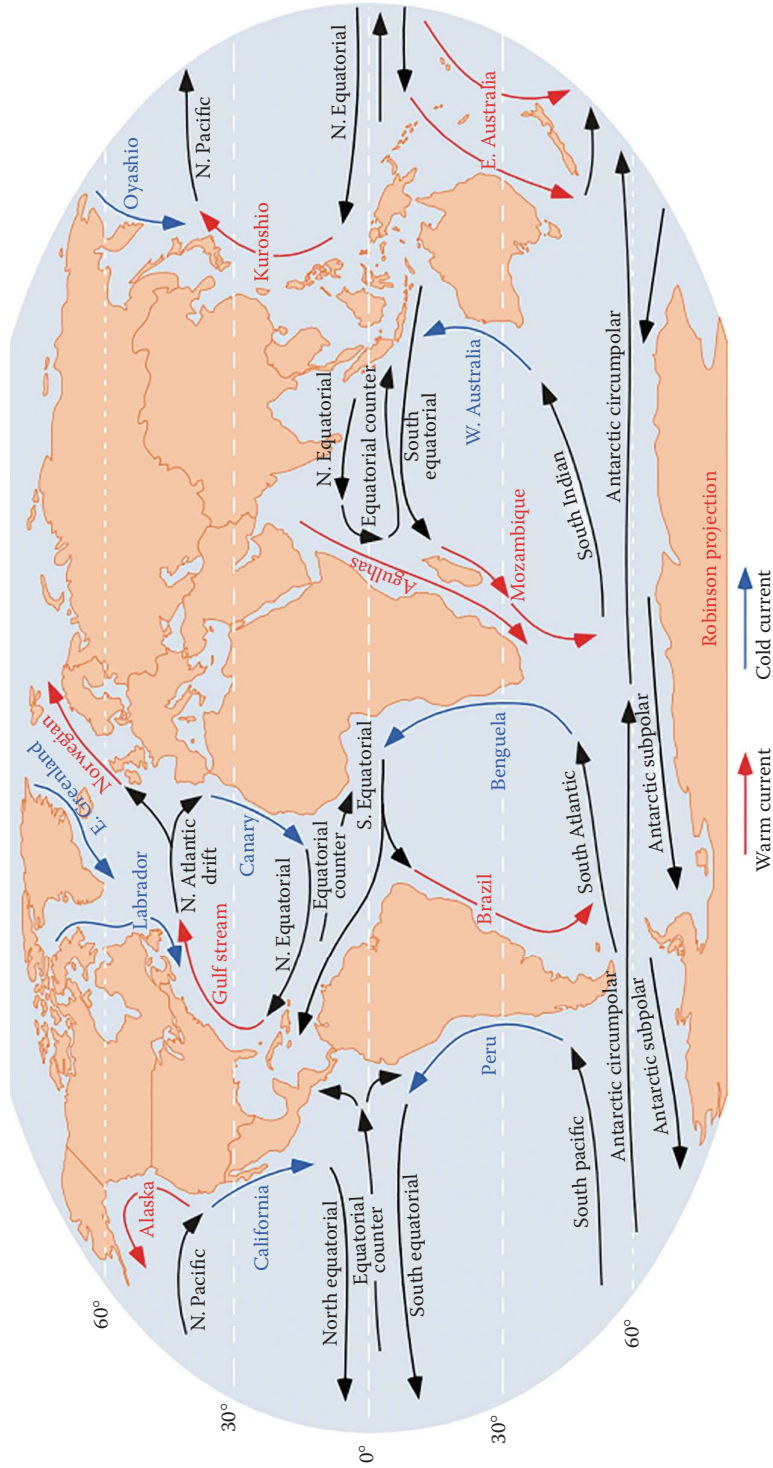 Oyashio
N. Pacific
Kuroshio
N. Equatorial
E. Australia
N. Equatorial
Equatorial counter
South
equatorial
W. Australia
Agulhas
Mozambique
South Indian
Antarctic circumpolar
Robinson projection
Norwegian
E. Greenland
Labrador
N. Atlantic
drift
Gulf stream
Canary
N. Equatorial
Equatorial
counter
S. Equatorial
Benguela
Brazil
South Atlantic
Antarctic subpolar
Alaska
N. Pacific
California
North equatorial
Equatorial
counter
South equatorial
Peru
South pacific
Antarctic circumpolar
Antarctic subpolar
60°
30°
0°
30°
60°
Warm current
Cold current